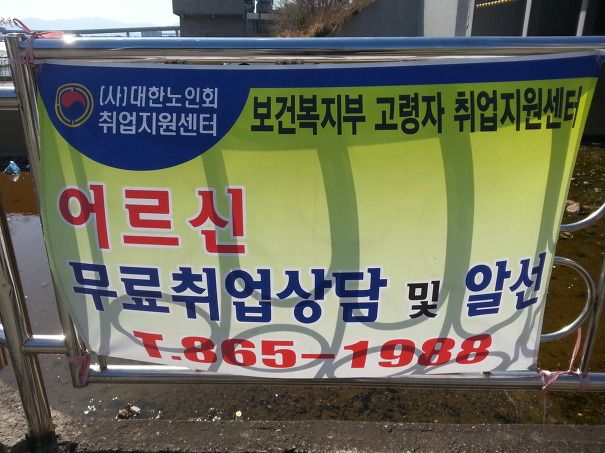 (사)대한노인회
취업지원센터
보건복지부 고령자 취업지원센터
어르신
무료취업상담 및 알선
T.865-1988